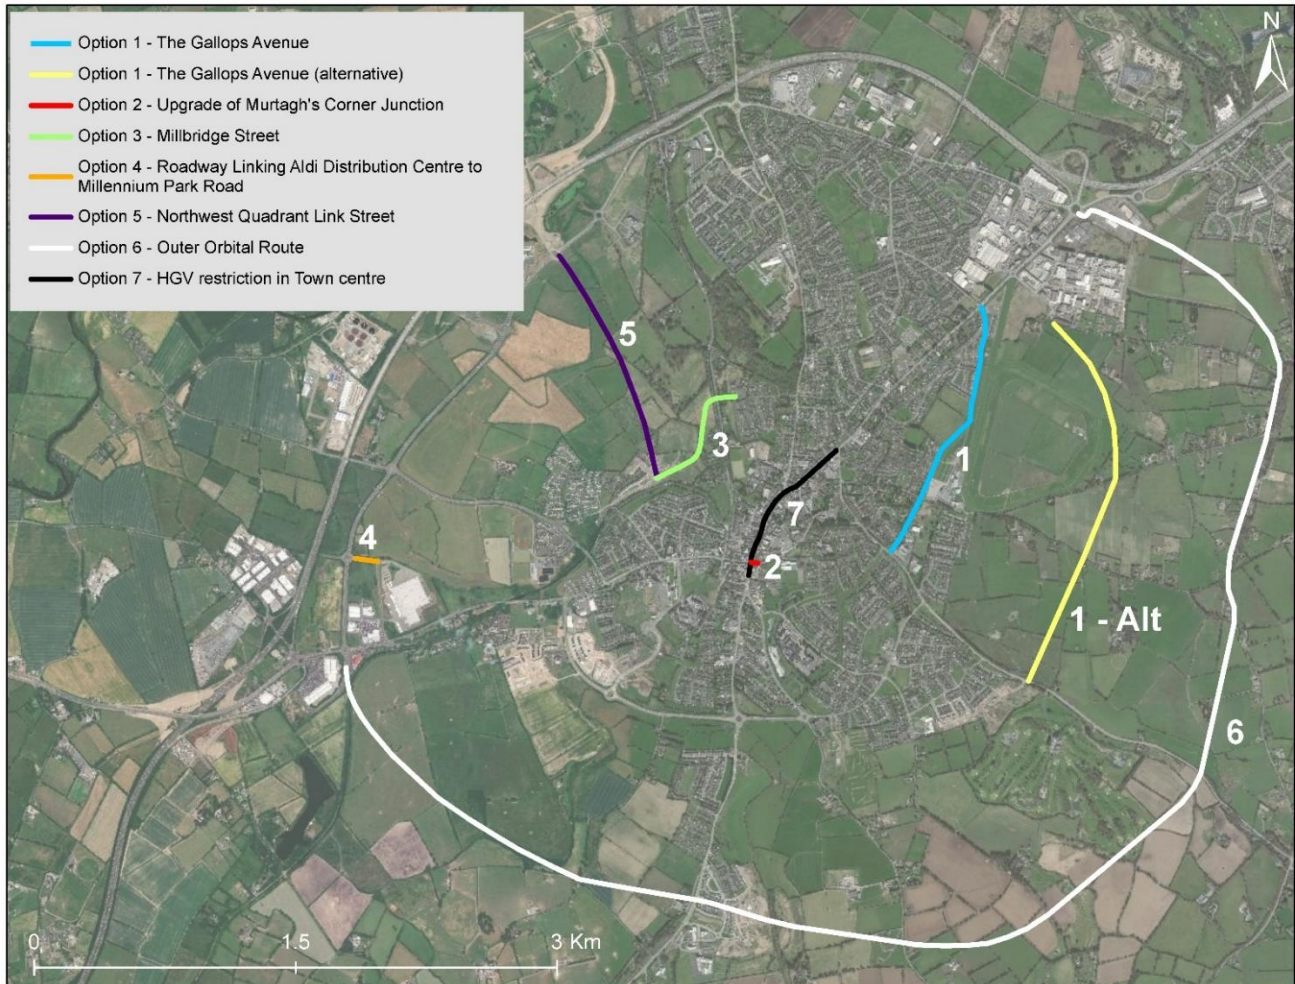 Option 1 - The Gallops Avenue
Option 1 - The Gallops Avenue (alternative)
Option 2 - Upgrade of Murtagh's Corner Junction
Option 3 - Millbridge Street
Option 4 - Roadway Linking Aldi Distribution Centre to
Millennium Park Road
Option 5 - Northwest Quadrant Link Street
Option 6 - Outer Orbital Route
Option 7 - HGV restriction in Town centre
N
5
3
1
7
4
2
1 - Alt
6
0 1.5 3 Km